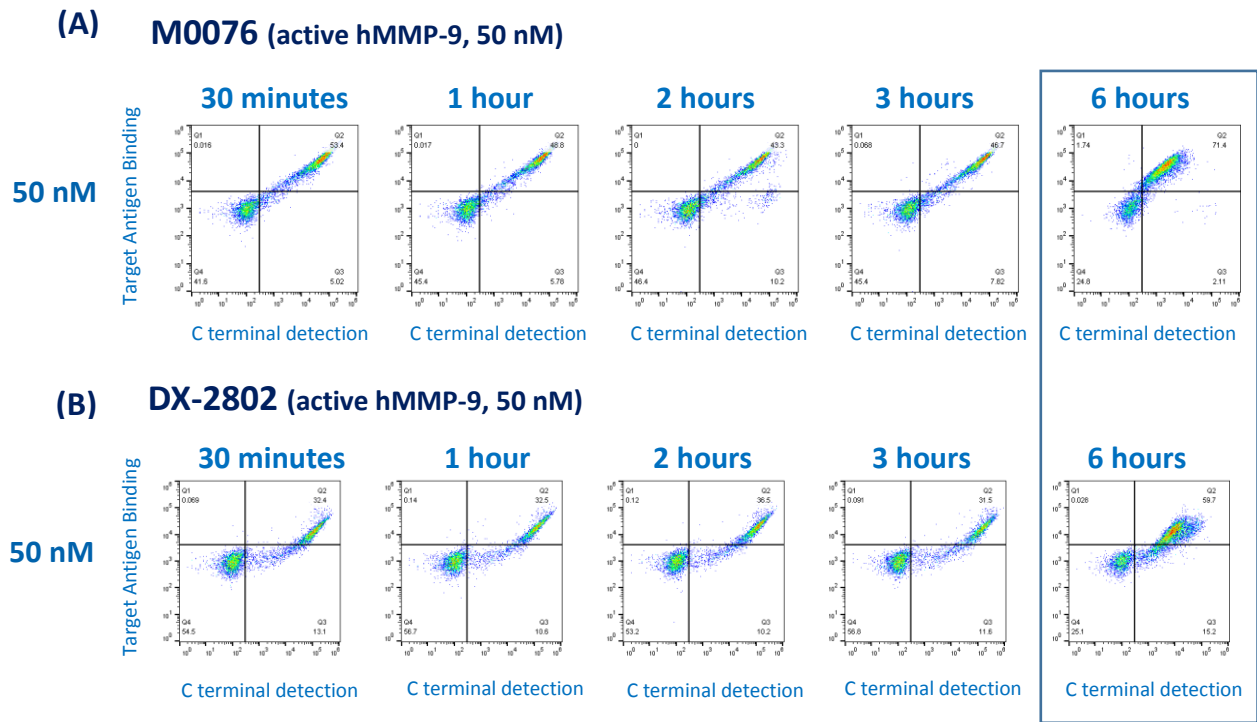 (A) M0076 (active hMMP-9, 50 nM)
30 minutes 1 hour 2 hours 3 hours 6 hours
50 nM
Target Antigen Binding
Q1 0.016 Q2 53.4 Q4 41.6 Q3 5.02
Q1 0.017 Q2 48.8 Q4 45.4 Q3 5.78
Q1 0 Q2 43.3 Q4 46.4 Q3 10.2
Q1 0.068 Q2 46.7 Q4 45.4 Q3 7.82
Q1 1.74 Q2 71.4 Q4 24.8 Q3 2.11
C terminal detection C terminal detection C terminal detection C terminal detection C terminal detection
(B) DX-2802 (active hMMP-9, 50 nM)
30 minutes 1 hour 2 hours 3 hours 6 hours
50 nM
Target Antigen Binding
Q1 0.069 Q2 32.4 Q4 54.5 Q3 13.1
Q1 0.14 Q2 32.5 Q4 56.7 Q3 10.6
Q1 0.12 Q2 36.5 Q4 53.2 Q3 10.2
Q1 0.091 Q2 31.5 Q4 56.8 Q3 11.6
Q1 0.026 Q2 59.7 Q4 25.1 Q3 15.2
C terminal detection C terminal detection C terminal detection C terminal detection C terminal detection